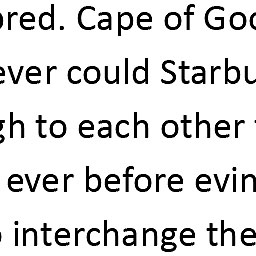 ored. Cape of Goo
ever could Starbu
gh to each other
ever before evin
interchange the